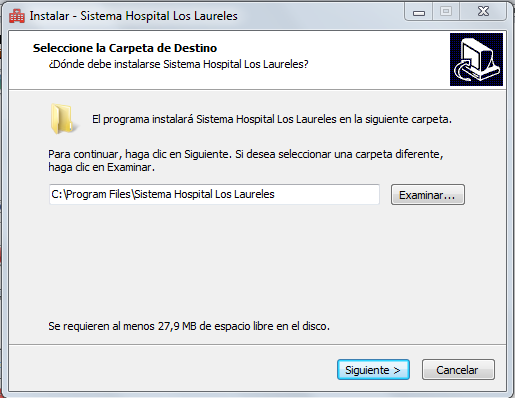 Instalar - Sistema Hospital Los Laureles
Seleccione la Carpeta de Destino
¿Dónde debe instalarse Sistema Hospital Los Laureles?
El programa instalará Sistema Hospital Los Laureles en la siguiente carpeta.
Para continuar, haga clic en Siguiente. Si desea seleccionar una carpeta diferente,
haga clic en Examinar.
C:\Program Files\Sistema Hospital Los Laureles
Examinar...
Se requieren al menos 27,9 MB de espacio libre en el disco.
Siguiente >
Cancelar